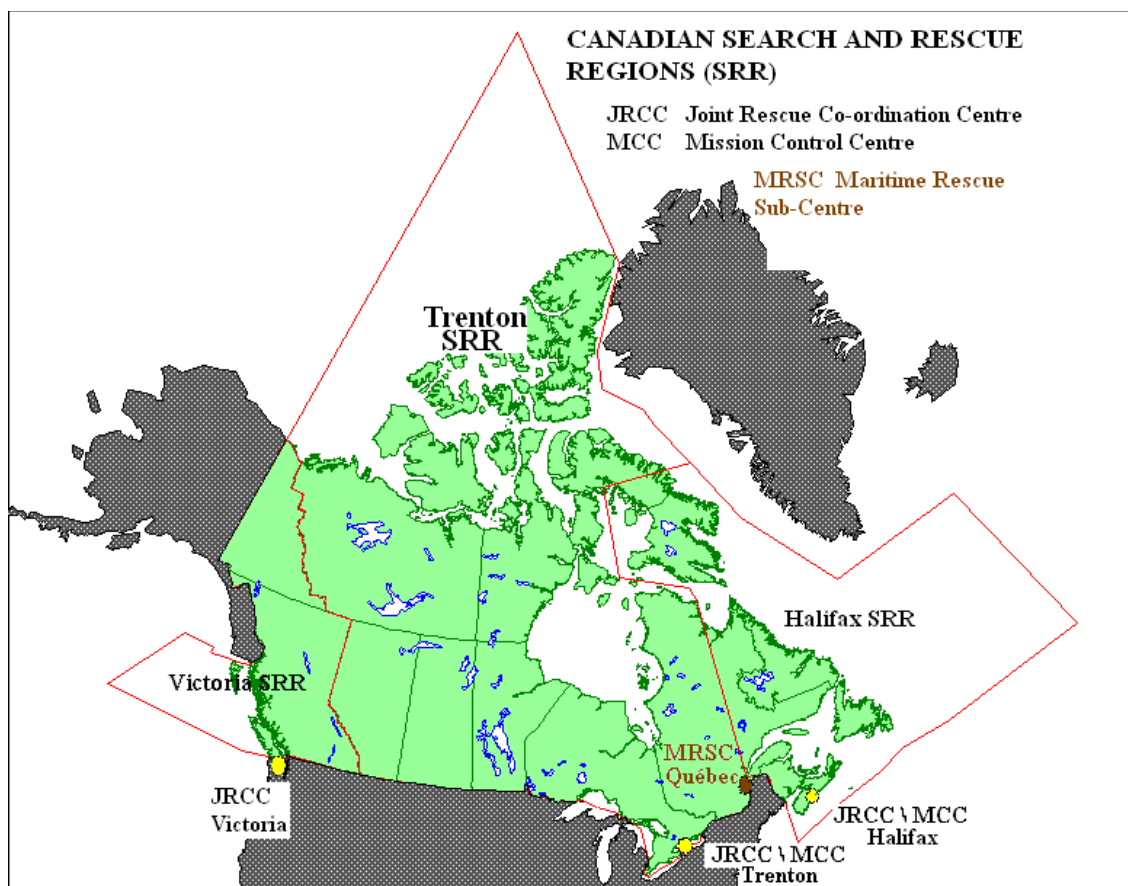 CANADIAN SEARCH AND RESCUE
REGIONS (SRR)
JRCC Joint Rescue Co-ordination Centre
MCC Mission Control Centre
MRSC Maritime Rescue
Sub-Centre
Trenton
SRR
Halifax SRR
Victoria SRR
MRSC
Québec
JRCC
Victoria
JRCC \ MCC
Halifax
JRCC \ MCC
Trenton